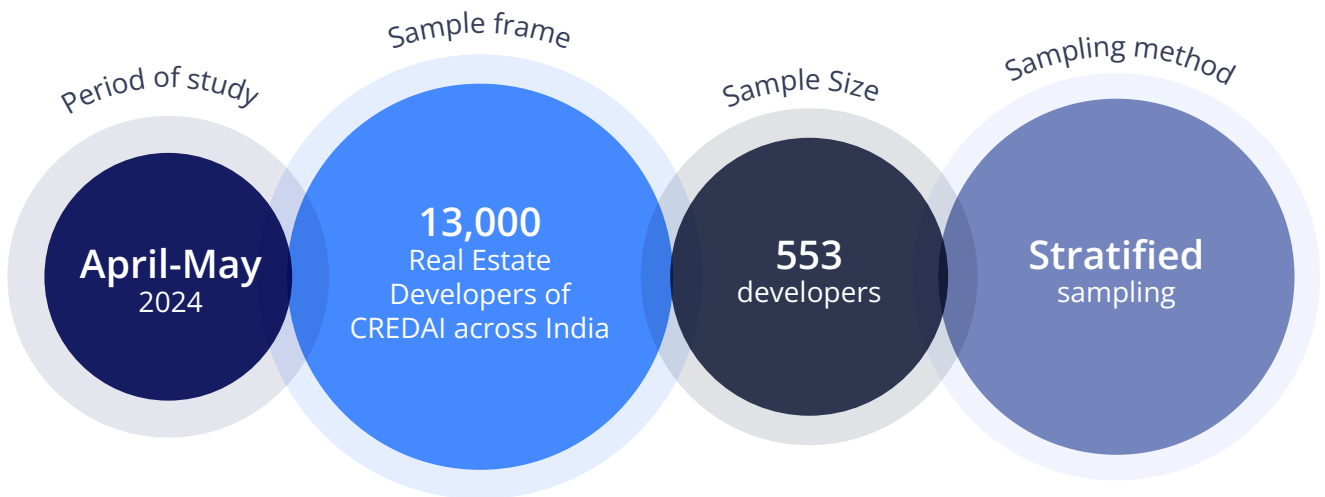 Period of study
April-May
2024
Sample frame
13,000
Real Estate
Developers of
CREDAI across India
Sample Size
553
developers
Sampling method
Stratified
sampling